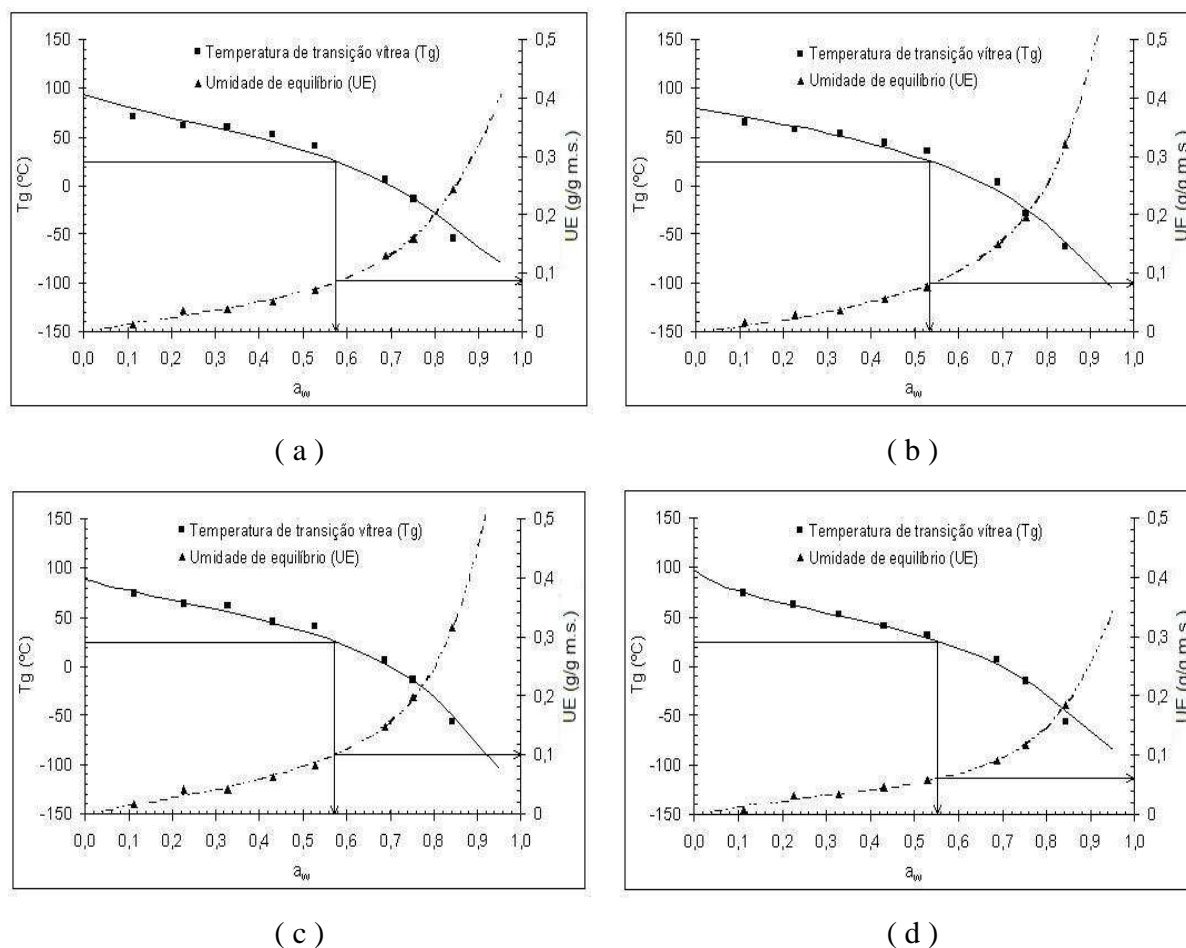 150
100
50
0
-50
-100
-150
Tg (ºC)
Temperatura de transição vítrea (Tg)
Umidade de equilíbrio (UE)
0,5
0,4
0,3
0,2
0,1
0
UE (g/g m.s.)
0,0 0,1 0,2 0,3 0,4 0,5 0,6 0,7 0,8 0,9 1,0
a_w
( a )
150
100
50
0
-50
-100
-150
Tg (ºC)
Temperatura de transição vítrea (Tg)
Umidade de equilíbrio (UE)
0,5
0,4
0,3
0,2
0,1
0
UE (g/g m.s.)
0,0 0,1 0,2 0,3 0,4 0,5 0,6 0,7 0,8 0,9 1,0
a_w
( b )
150
100
50
0
-50
-100
-150
Tg (ºC)
Temperatura de transição vítrea (Tg)
Umidade de equilíbrio (UE)
0,5
0,4
0,3
0,2
0,1
0
UE (g/g m.s.)
0,0 0,1 0,2 0,3 0,4 0,5 0,6 0,7 0,8 0,9 1,0
a_w
( c )
150
100
50
0
-50
-100
-150
Tg (ºC)
Temperatura de transição vítrea (Tg)
Umidade de equilíbrio (UE)
0,5
0,4
0,3
0,2
0,1
0
UE (g/g m.s.)
0,0 0,1 0,2 0,3 0,4 0,5 0,6 0,7 0,8 0,9 1,0
a_w
( d )